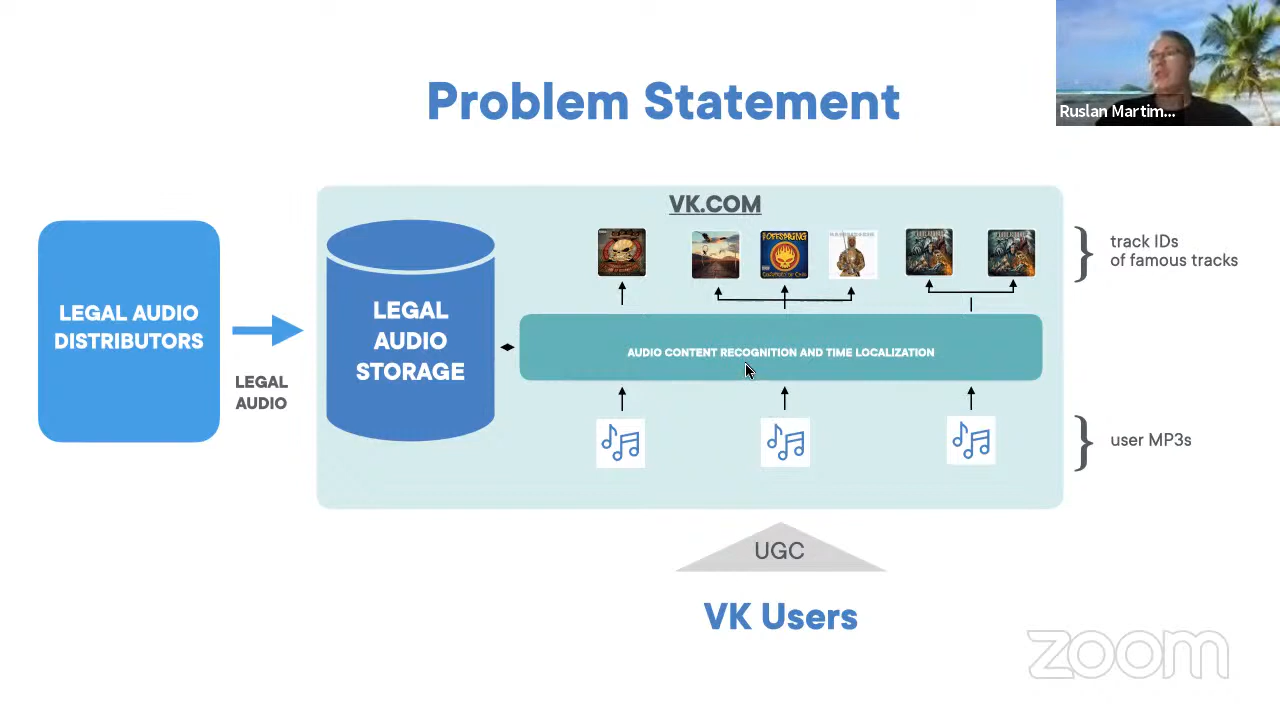 Problem Statement
Ruslan Martim...
VK.COM
LEGAL AUDIO
DISTRIBUTORS
LEGAL
AUDIO
LEGAL
AUDIO
STORAGE
OFFSPRING
AUDIO CONTENT RECOGNITION AND TIME LOCALIZATION
track IDs
of famous tracks
user MP3s
UGC
VK Users
zoom